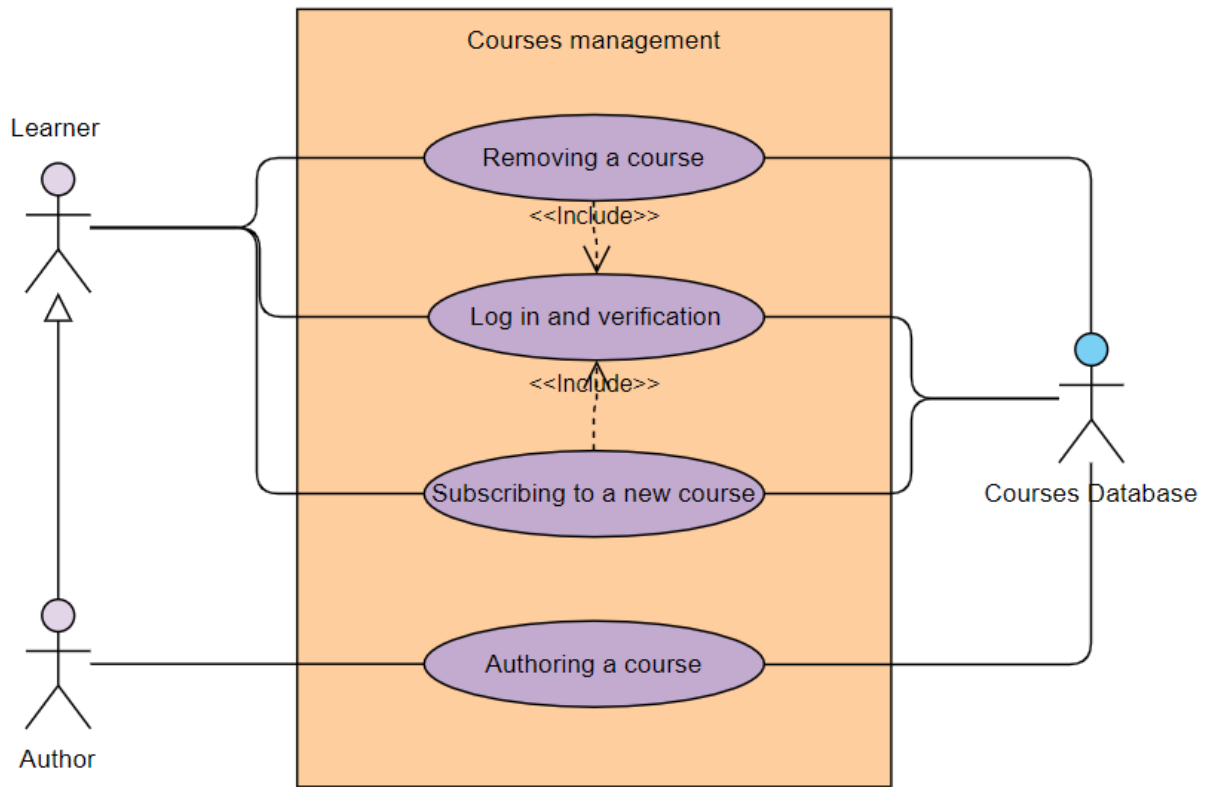 Courses management
Learner
Removing a course
<<Include>>
Log in and verification
<<Include>>
Subscribing to a new course
Courses Database
Authoring a course
Author